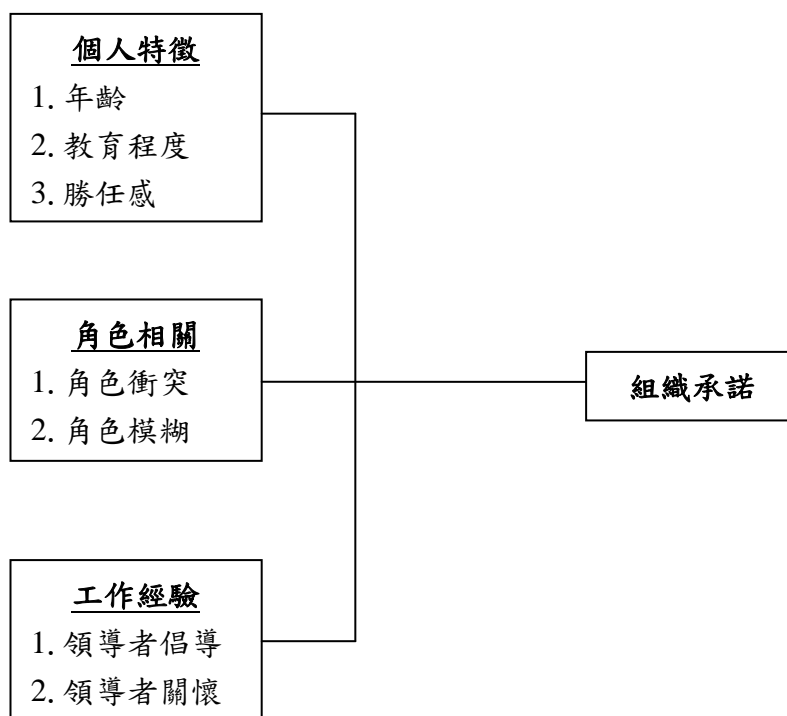 個人特徵
1. 年齡
2. 教育程度
3. 勝任感
角色相關
1. 角色衝突
2. 角色模糊
組織承諾
工作經驗
1. 領導者倡導
2. 領導者關懷